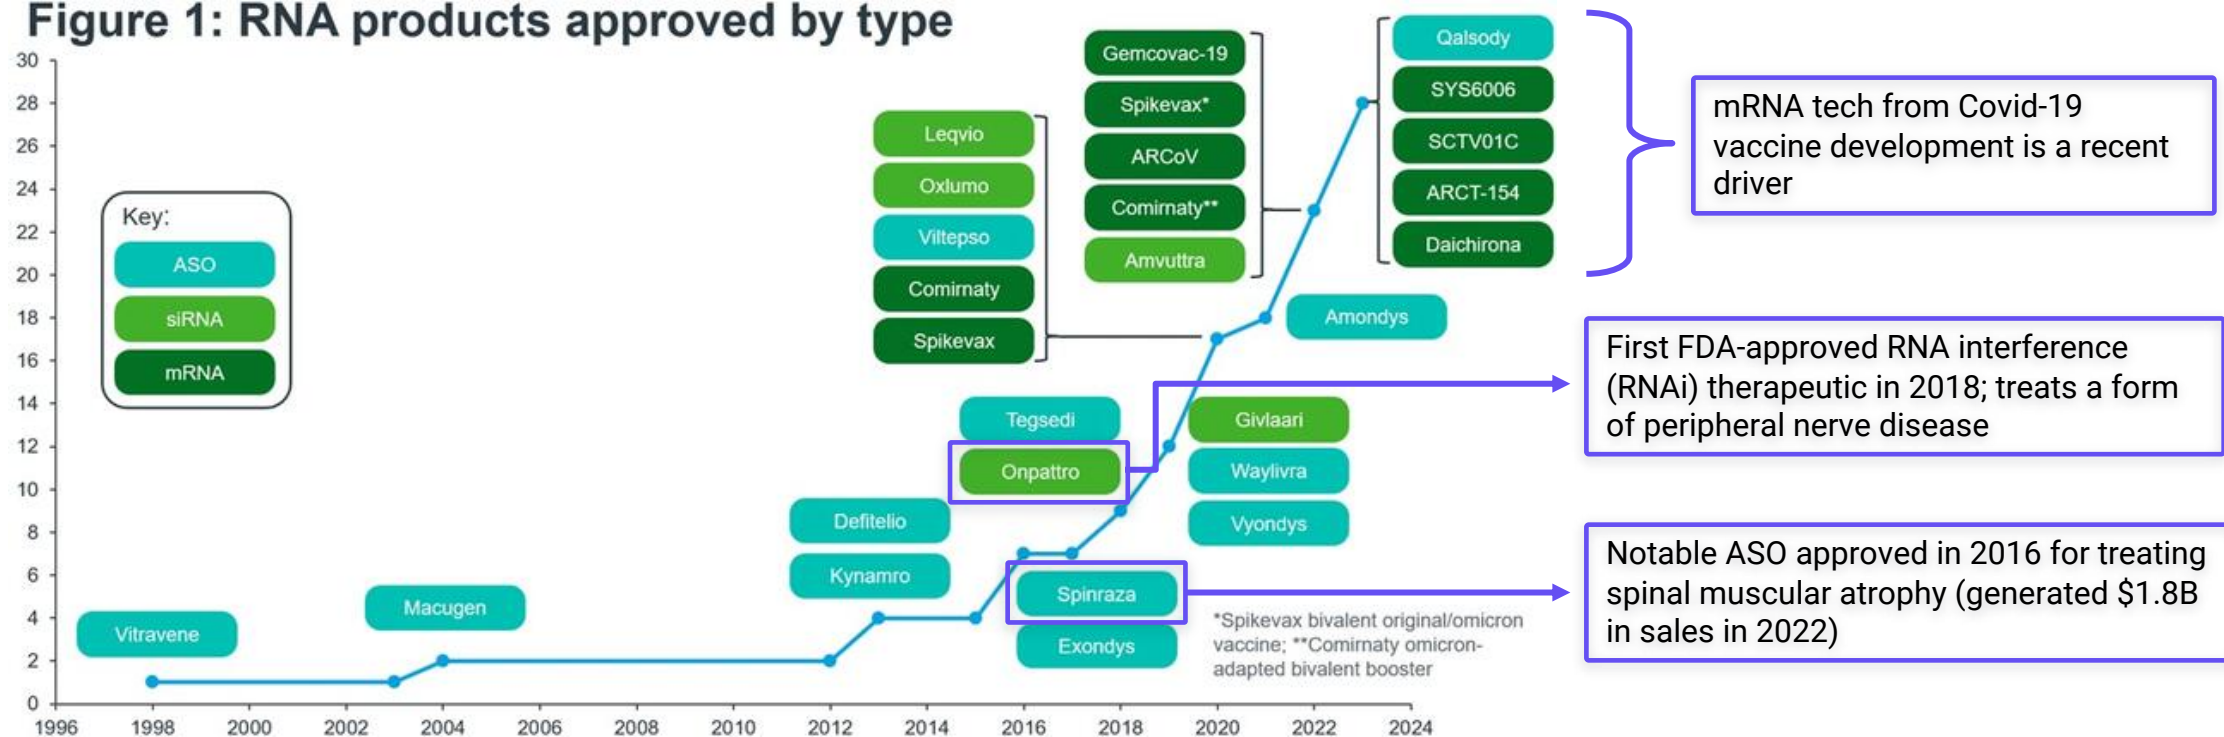 Figure 1: RNA products approved by type
30
28
26
24
22
20
18
16
14
12
10
8
6
4
2
0
1996
1998
2000
2002
2004
2006
2008
2010
2012
2014
2016
2018
2020
2022
2024
Key:
ASO
siRNA
mRNA
Vitravene
Macugen
Defitelio
Kynamro
Spinraza
Exondys
Tegsedi
Onpattro
Givlaari
Waylivra
Vyondys
Leqvio
Oxlumo
Viltepso
Comirnaty
Spikevax
Amondys
Gemcovac-19
Spikevax*
ARCoV
Comirnaty**
Amvuttra
Qalsody
SYS6006
SCTV01C
ARCT-154
Daichirona
*Spikevax bivalent original/omicron
vaccine; **Comirnaty omicron-
adapted bivalent booster
mRNA tech from Covid-19
vaccine development is a recent
driver
First FDA-approved RNA interference
(RNAi) therapeutic in 2018; treats a form
of peripheral nerve disease
Notable ASO approved in 2016 for treating
spinal muscular atrophy (generated $1.8B
in sales in 2022)